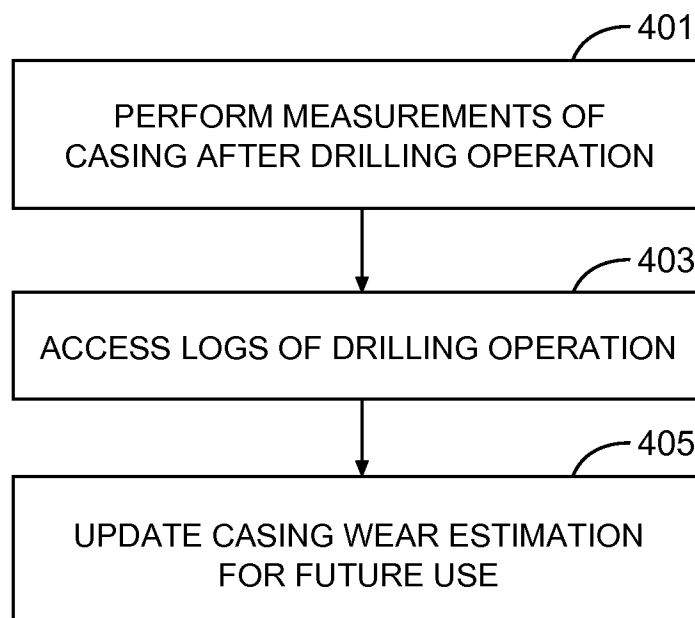 401
PERFORM MEASUREMENTS OF
CASING AFTER DRILLING OPERATION
403
ACCESS LOGS OF DRILLING OPERATION
405
UPDATE CASING WEAR ESTIMATION
FOR FUTURE USE